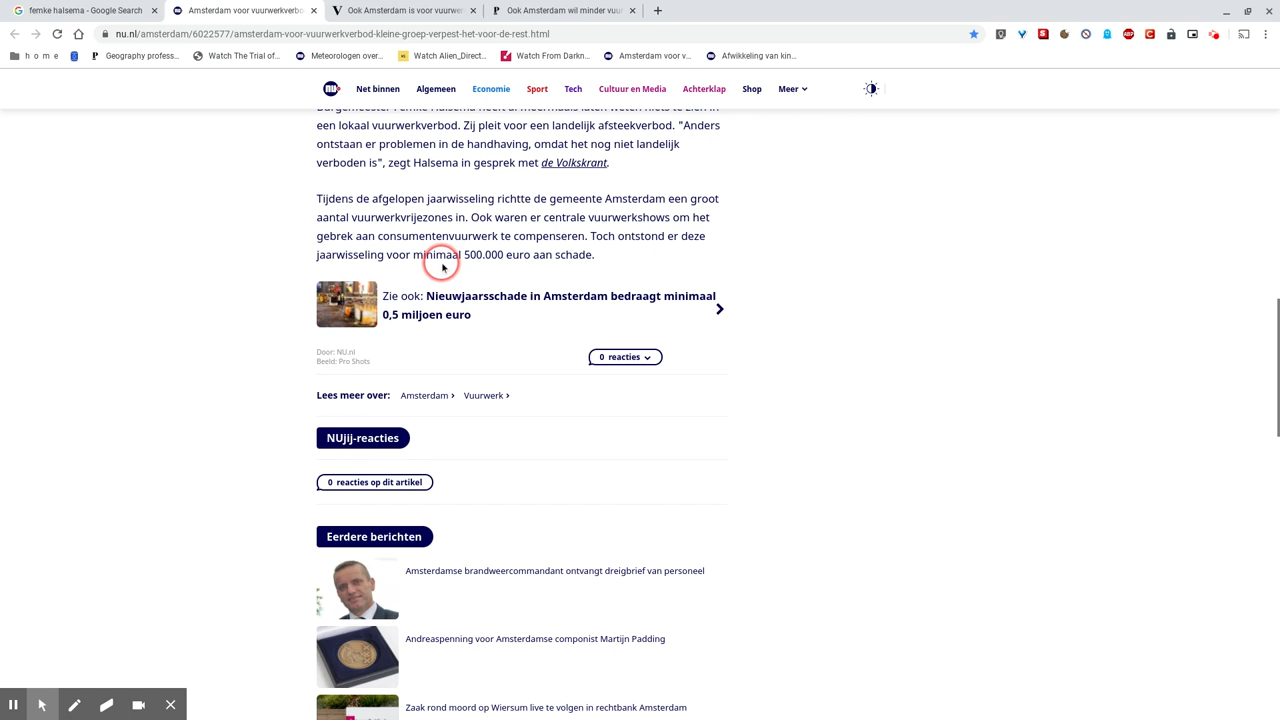 femke halsema - Google Search
Amsterdam voor vuurwerkverbo
Ook Amsterdam is voor vuurwer
Ook Amsterdam wil minder vuur
nu.nl/amsterdam/6022577/amsterdam-voor-vuurwerkverbod-kleine-groep-verpest-het-voor-de-rest.html
h o m e
Geography profess...
Watch The Trial of...
Meteorologen over...
Watch Alien_Direct...
Watch From Darkn...
Amsterdam voor v...
Afwikkeling van kin...
Net binnen Algemeen Economie Sport Tech Cultuur en Media Achterklap Shop Meer
een lokaal vuurwerkverbod. Zij pleit voor een landelijk afsteekverbod. "Anders
ontstaan er problemen in de handhaving, omdat het nog niet landelijk
verboden is", zegt Halsema in gesprek met de Volkskrant.
Tijdens de afgelopen jaarwisseling richtte de gemeente Amsterdam een groot
aantal vuurwerkvrijezones in. Ook waren er centrale vuurwerkshows om het
gebrek aan consumentenvuurwerk te compenseren. Toch ontstond er deze
jaarwisseling voor minimaal 500.000 euro aan schade.
Zie ook: Nieuwjaarsschade in Amsterdam bedraagt minimaal
0,5 miljoen euro
Door: NU.nl
Beeld: Pro Shots
0 reacties
Lees meer over: Amsterdam Vuurwerk
NUjij-reacties
0 reacties op dit artikel
Eerdere berichten
Amsterdamse brandweercommandant ontvangt dreigbrief van personeel
Andreaspenning voor Amsterdamse componist Martijn Padding
Zaak rond moord op Wiersum live te volgen in rechtbank Amsterdam